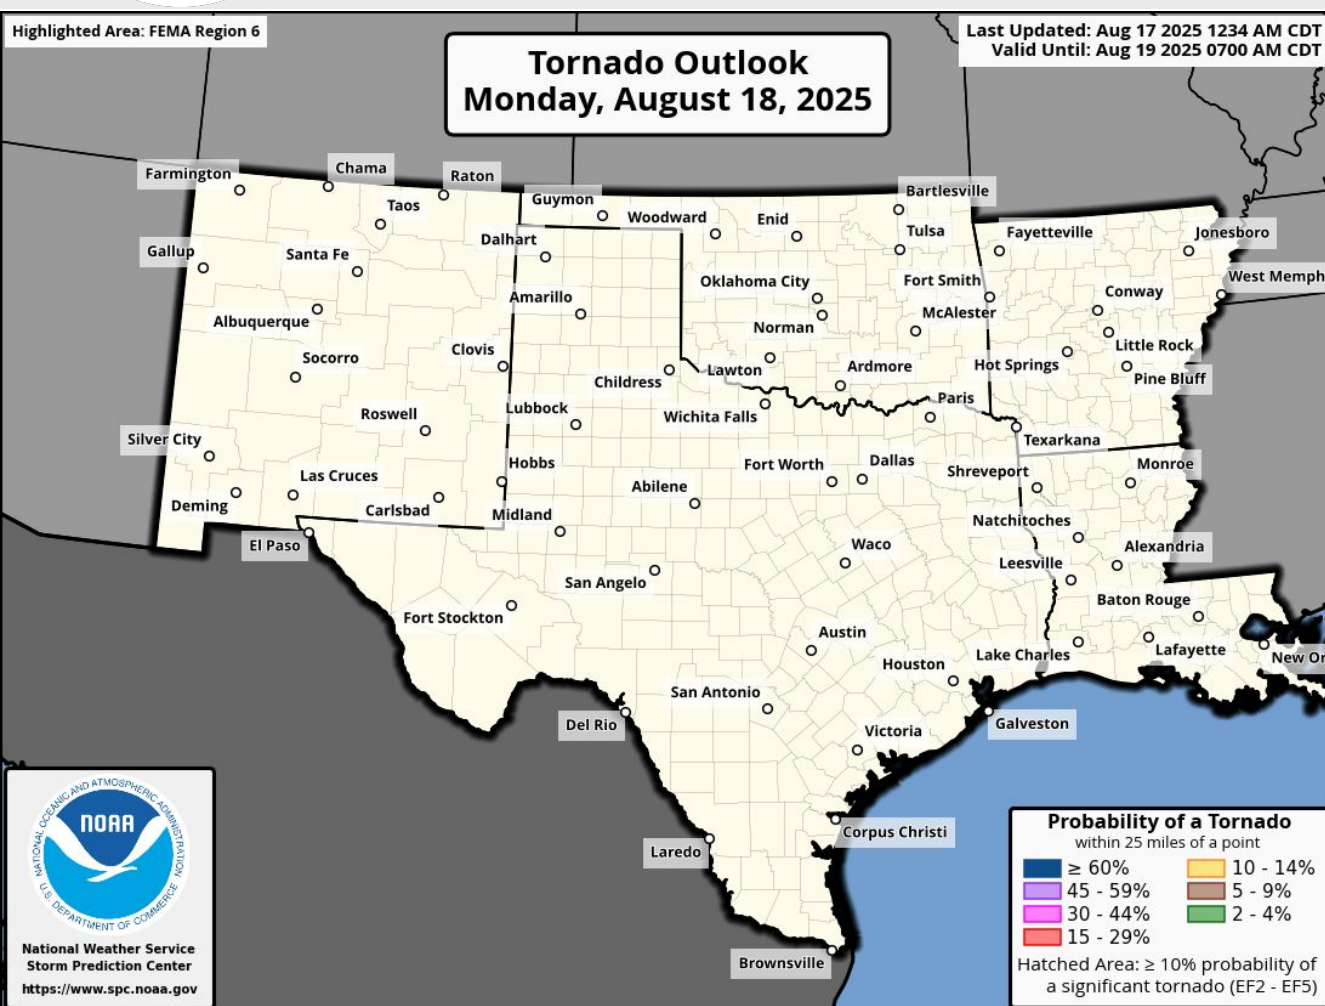 Highlighted Area: FEMA Region 6
Last Updated: Aug 17 2025 1234 AM CDT
Valid Until: Aug 19 2025 0700 AM CDT
Tornado Outlook
Monday, August 18, 2025
Farmington
Chama
Raton
Taos
Guymon
Woodward
Enid
Bartlesville
Tulsa
Fayetteville
Jonesboro
Gallup
Santa Fe
Dalhart
Oklahoma City
Fort Smith
West Memph
Conway
Amarillo
McAlester
Albuquerque
Norman
Little Rock
Socorro
Clovis
Childress
Lawton
Ardmore
Hot Springs
Pine Bluff
Roswell
Lubbock
Wichita Falls
Paris
Texarkana
Silver City
Las Cruces
Hobbs
Abilene
Fort Worth
Dallas
Shreveport
Monroe
Deming
Carlsbad
Midland
Natchitoches
El Paso
San Angelo
Waco
Leesville
Alexandria
Fort Stockton
Austin
Baton Rouge
Houston
Lake Charles
Lafayette
New Or
San Antonio
Del Rio
Victoria
Galveston
Laredo
Corpus Christi
Brownsville
NATIONAL OCEANIC AND ATMOSPHERIC ADMINISTRATION
NOAA
U.S. DEPARTMENT OF COMMERCE
National Weather Service
Storm Prediction Center
https://www.spc.noaa.gov
Probability of a Tornado
within 25 miles of a point
≥ 60%
45 - 59%
30 - 44%
15 - 29%
10 - 14%
5 - 9%
2 - 4%
Hatched Area: ≥ 10% probability of
a significant tornado (EF2 - EF5)